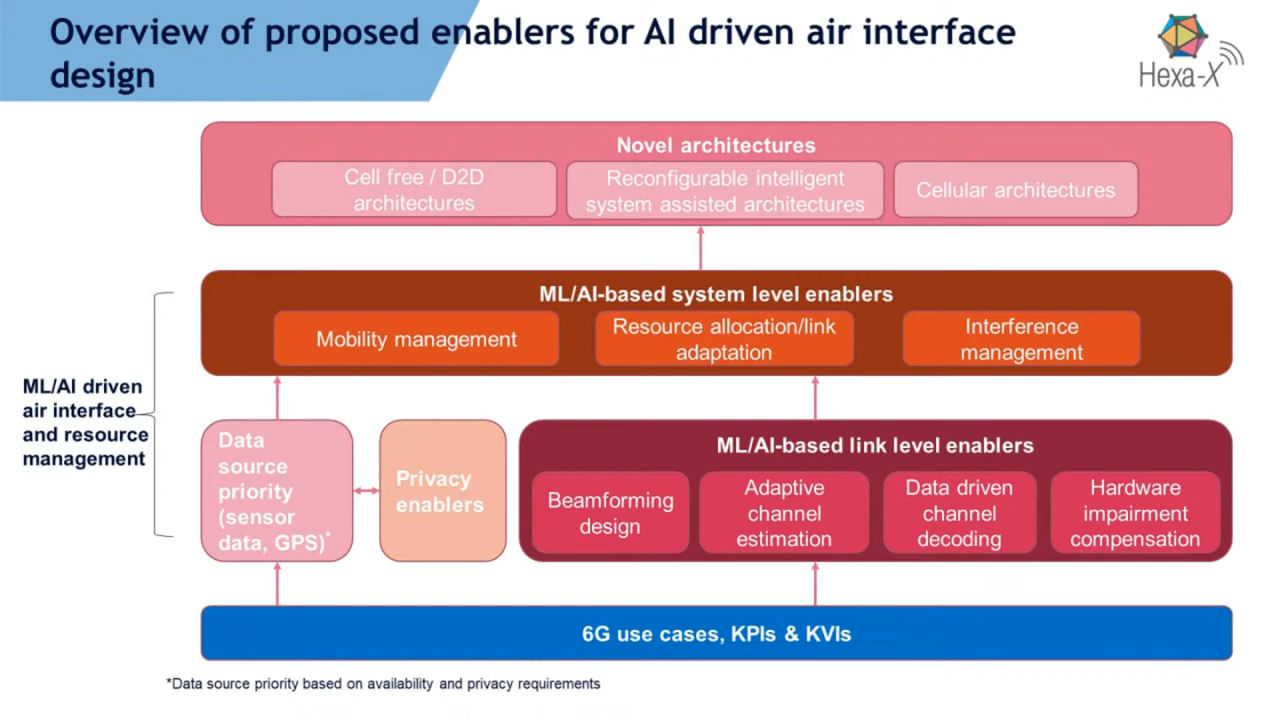 Overview of proposed enablers for AI driven air interface
design
Hexa-X
Novel architectures
Cell free / D2D
architectures
Reconfigurable intelligent
system assisted architectures
Cellular architectures
ML/AI-based system level enablers
Mobility management
Resource allocation/link
adaptation
Interference
management
ML/AI driven
air interface
and resource
management
Data
source
priority
(sensor
data, GPS)*
Privacy
enablers
ML/AI-based link level enablers
Beamforming
design
Adaptive
channel
estimation
Data driven
channel
decoding
Hardware
impairment
compensation
6G use cases, KPIs & KVIs
*Data source priority based on availability and privacy requirements